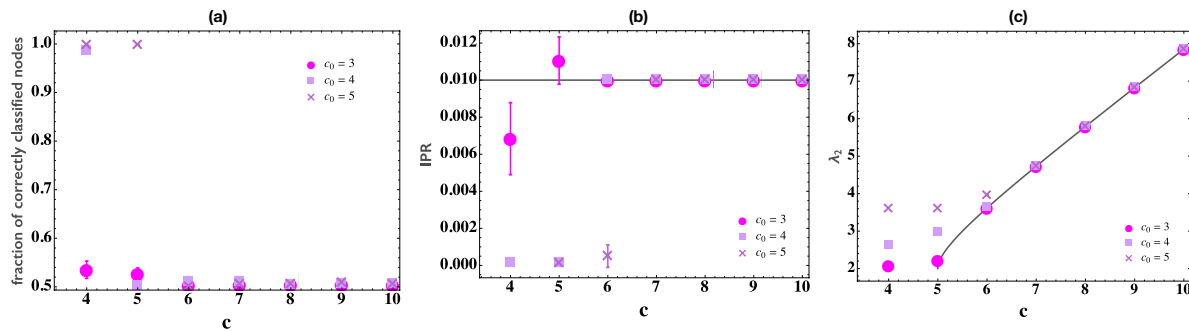 (a)
fraction of correctly classified nodes
1.0
0.9
0.8
0.7
0.6
0.5
c₀ = 3
c₀ = 4
c₀ = 5
4 5 6 7 8 9 10
c
(b)
IPR
0.012
0.010
0.008
0.006
0.004
0.002
0.000
c₀ = 3
c₀ = 4
c₀ = 5
4 5 6 7 8 9 10
c
(c)
λ₂
8
7
6
5
4
3
2
c₀ = 3
c₀ = 4
c₀ = 5
4 5 6 7 8 9 10
c